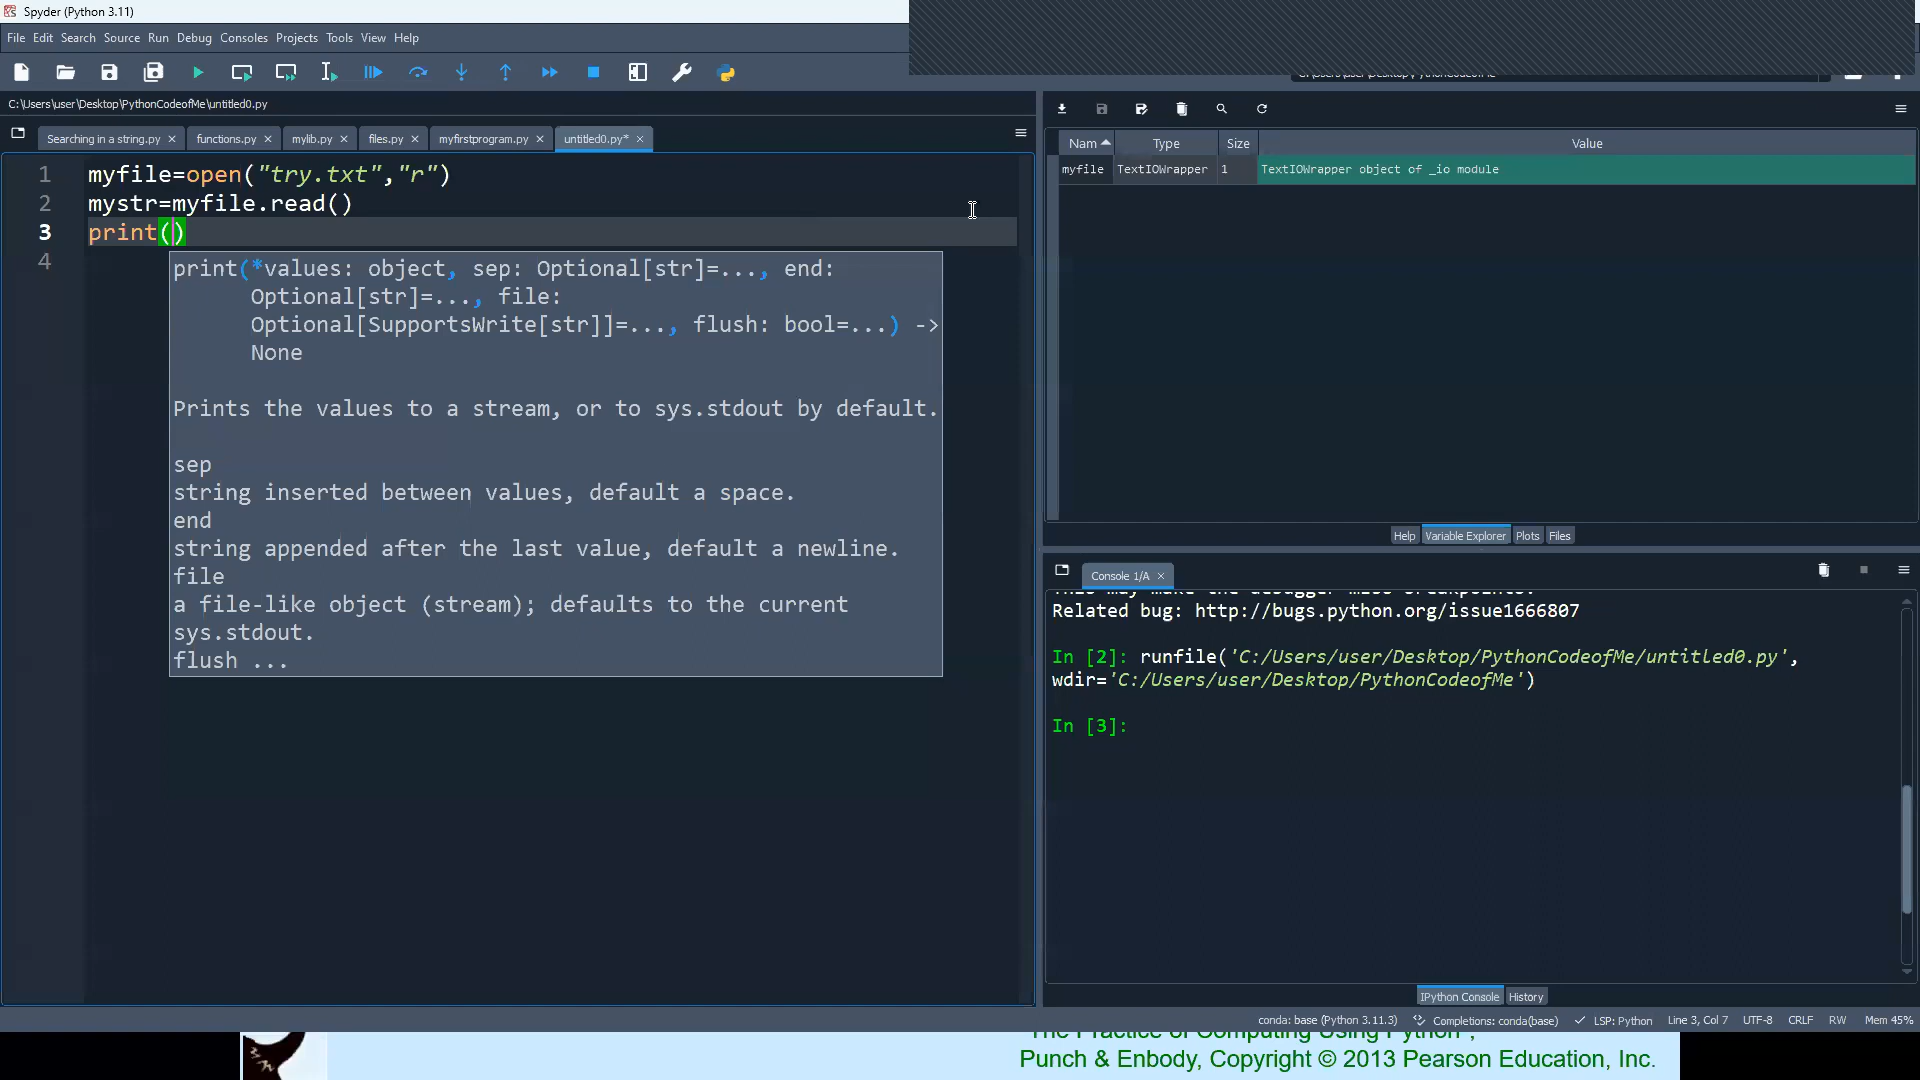 Spyder (Python 3.11)
File Edit Search Source Run Debug Consoles Projects Tools View Help
C:\Users\user\Desktop\PythonCodeofMe\untitled0.py
Searching in a string.py functions.py mylib.py files.py myfirstprogram.py untitled0.py*
1 myfile=open("try.txt","r")
2 mystr=myfile.read()
3 print()
4
print(*values: object, sep: Optional[str]=..., end:
Optional[str]=..., file:
Optional[SupportsWrite[str]]=..., flush: bool=...) ->
None
Prints the values to a stream, or to sys.stdout by default.
sep
string inserted between values, default a space.
end
string appended after the last value, default a newline.
file
a file-like object (stream); defaults to the current
sys.stdout.
flush ...
Nam Type Size Value
myfile TextIOWrapper 1 TextIOWrapper object of _io module
Help Variable Explorer Plots Files
Console 1/A
Related bug: http://bugs.python.org/issue1666807
In [2]: runfile('C:/Users/user/Desktop/PythonCodeofMe/untitled0.py',
wdir='C:/Users/user/Desktop/PythonCodeofMe')
In [3]:
IPython Console History
conda: base (Python 3.11.3) Completions: conda(base) LSP: Python Line 3, Col 7 UTF-8 CRLF RW Mem 45%
"The Practice of Computing Using Python",
Punch & Enbody, Copyright © 2013 Pearson Education, Inc.